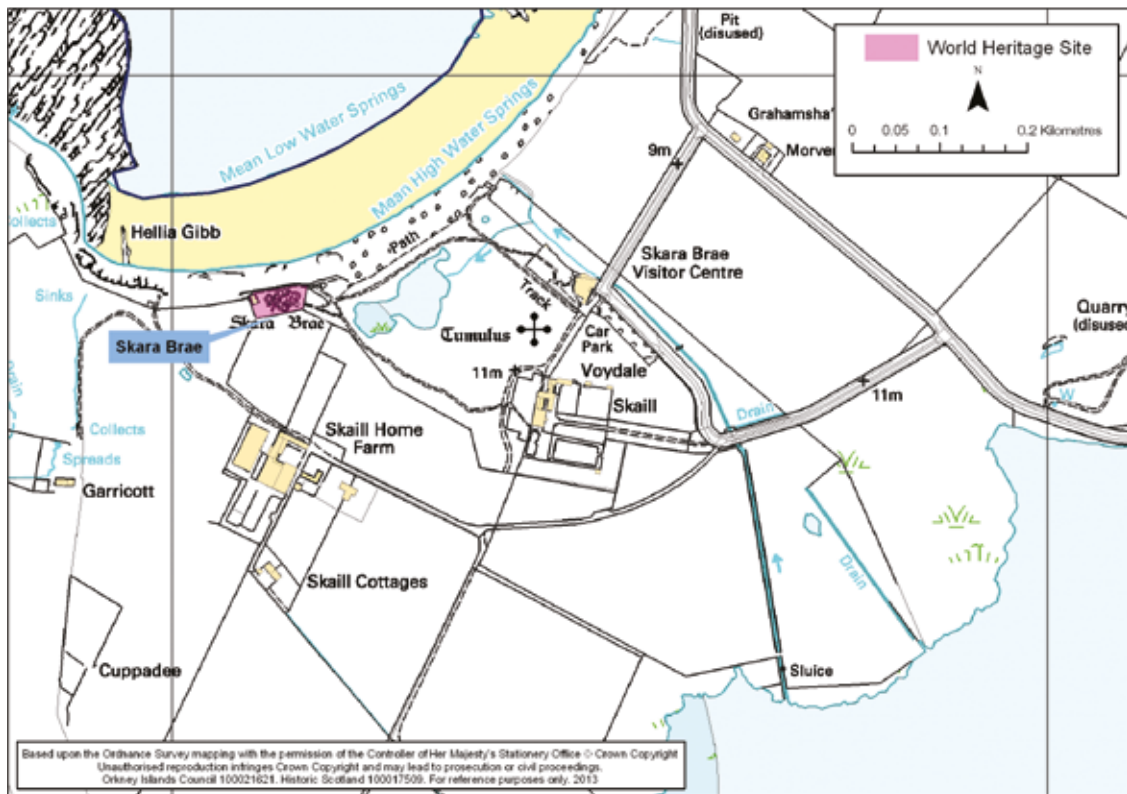 Pit
(disused)
World Heritage Site
N
0 0.05 0.1 0.2 Kilometres
Grahamsha'
Morve
9m
Mean Low Water Springs
Mean High Water Springs
Collects
Hellia Gibb
Path
Skara Brae
Visitor Centre
Sinks
Track
Skara Brae
Skara Brae
Tumulus
Car
Park
Voydale
Quarry
(disused
11m
11m
W
Drain
Skaill
Drain
Collects
Spreads
Skaill Home
Farm
Garricott
Drain
Skaill Cottages
Cuppadee
Sluice
Based upon the Ordnance Survey mapping with the permission of the Controller of Her Majesty's Stationery Office © Crown Copyright
Unauthorised reproduction infringes Crown Copyright and may lead to prosecution or civil proceedings.
Orkney Islands Council 100021621. Historic Scotland 100017509. For reference purposes only. 2013